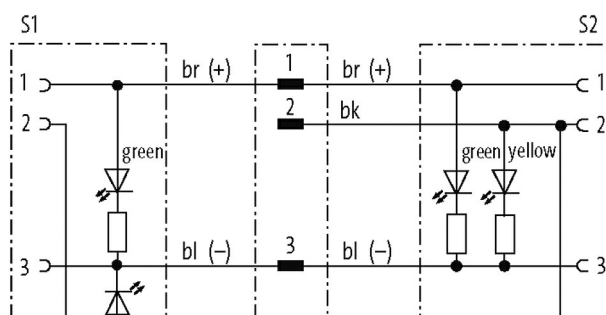 S1 S2
1 br (+) 1 br (+) 1
2 2 bk 2
green green yellow
3 bl (–) 3 bl (–) 3